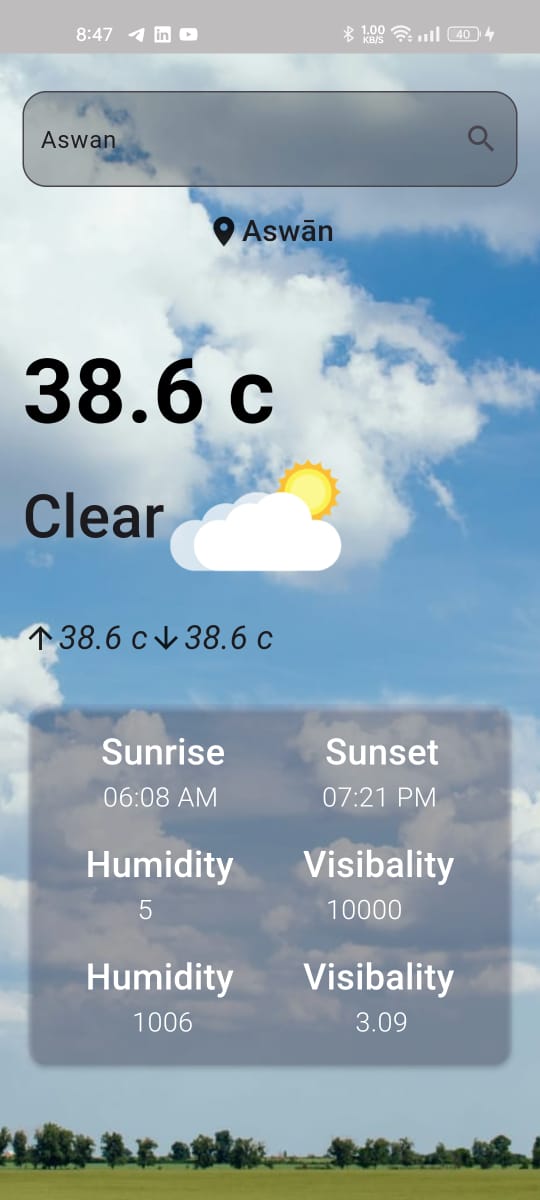 8:47 1.00 KB/S 40
Aswan
Aswān
38.6 c
Clear
↑38.6 c↓38.6 c
Sunrise Sunset
06:08 AM 07:21 PM
Humidity Visibality
5 10000
Humidity Visibality
1006 3.09